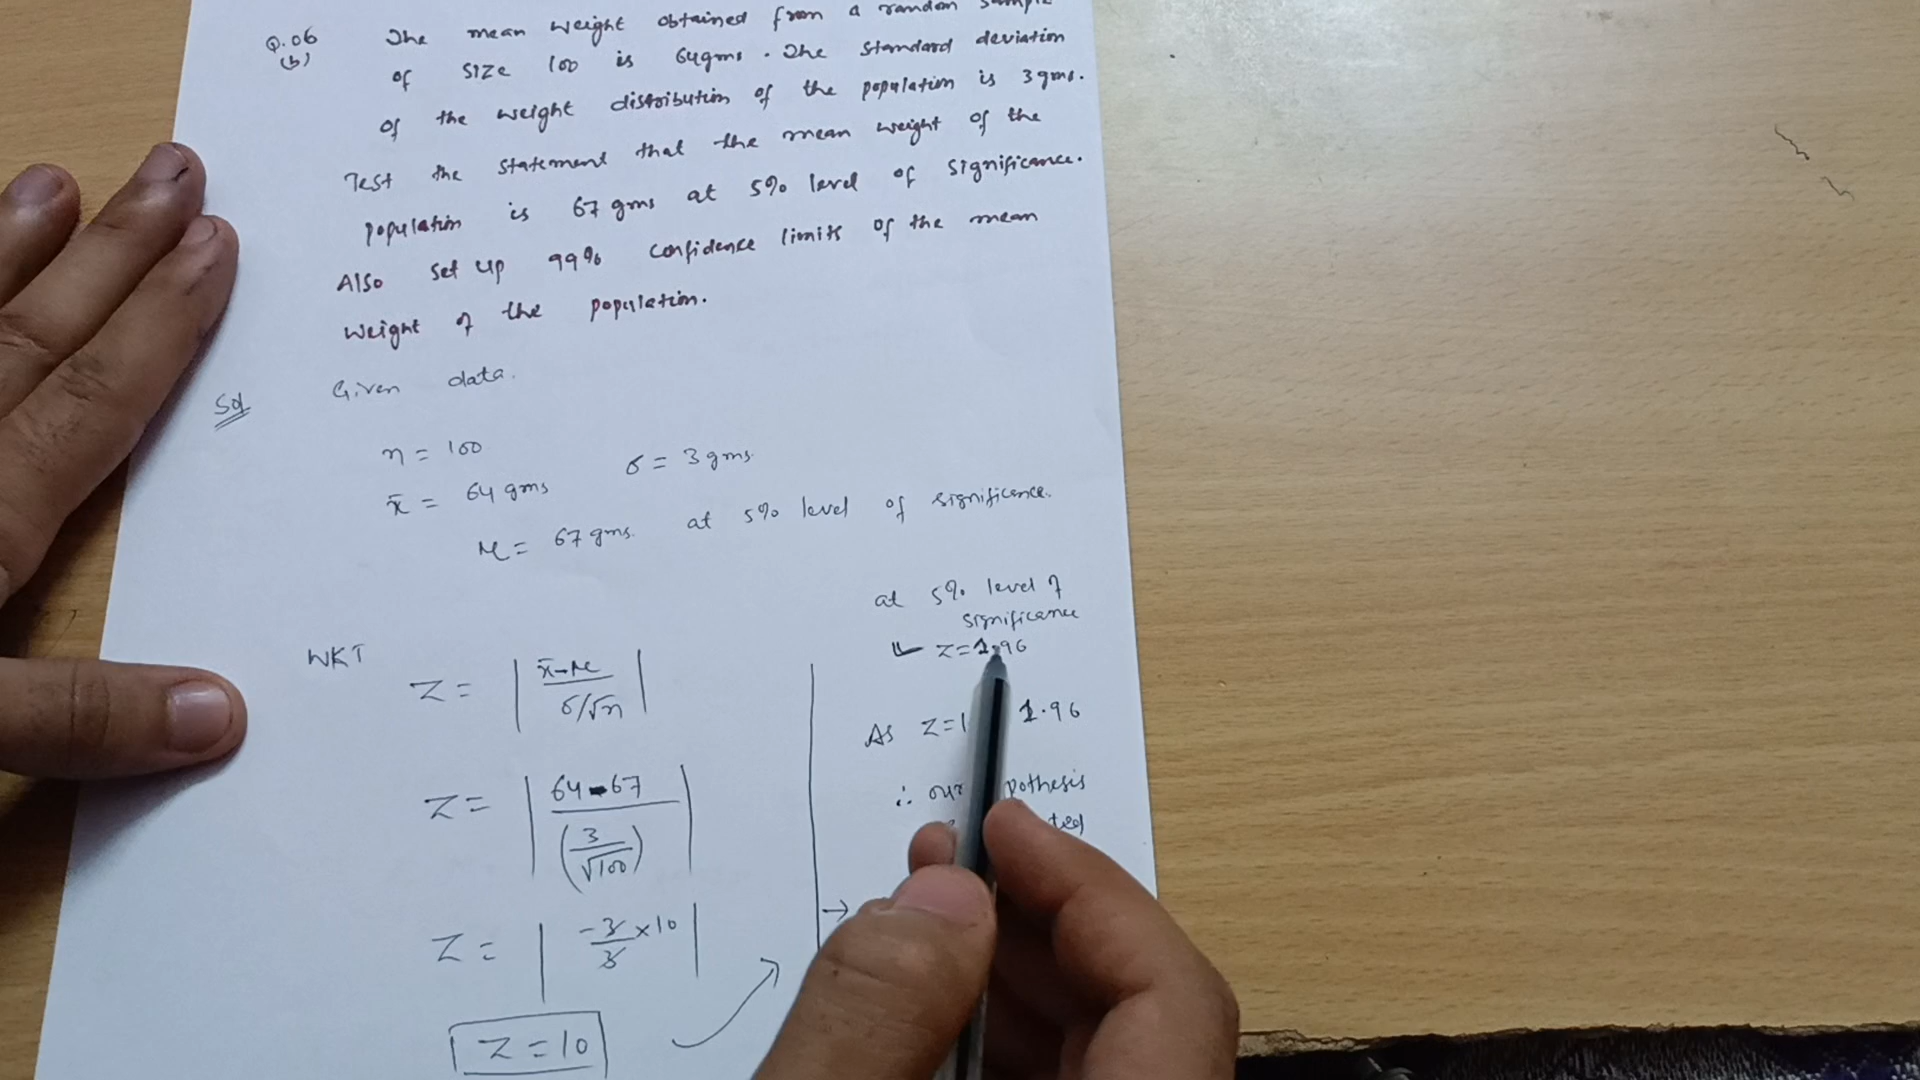 Q.06 The mean weight obtained from a random sample
(b) of size 100 is 64gms. The standard deviation
of the weight distribution of the population is 3gms.
Test the statement that the mean weight of the
population is 67 gms at 5% level of significance.
Also set up 99% confidence limits of the mean
weight of the population.
Sol Given data.
n = 100
x̄ = 64 gms σ = 3 gms.
μ = 67 gms. at 5% level of significance.
WKT
Z = | x̄-μ / σ/√n |
Z = | 64-67 / (3/√100) |
Z = | -3/3 × 10 |
Z = 10
at 5% level of
significance
Z = 1.96
As Z = 1.96
∴ our
→